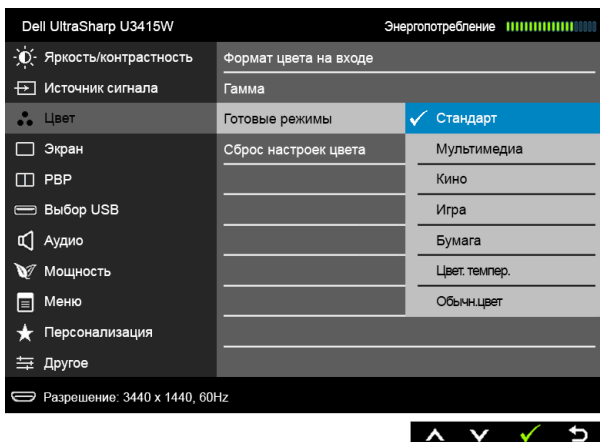 Dell UltraSharp U3415W
Энергопотребление
Яркость/контрастность
Формат цвета на входе
Источник сигнала
Гамма
Цвет
Готовые режимы
Стандарт
Экран
Сброс настроек цвета
Мультимедиа
PBP
Кино
Выбор USB
Игра
Аудио
Бумага
Мощность
Цвет. темпер.
Меню
Обычн.цвет
Персонализация
Другое
Разрешение: 3440 x 1440, 60Hz